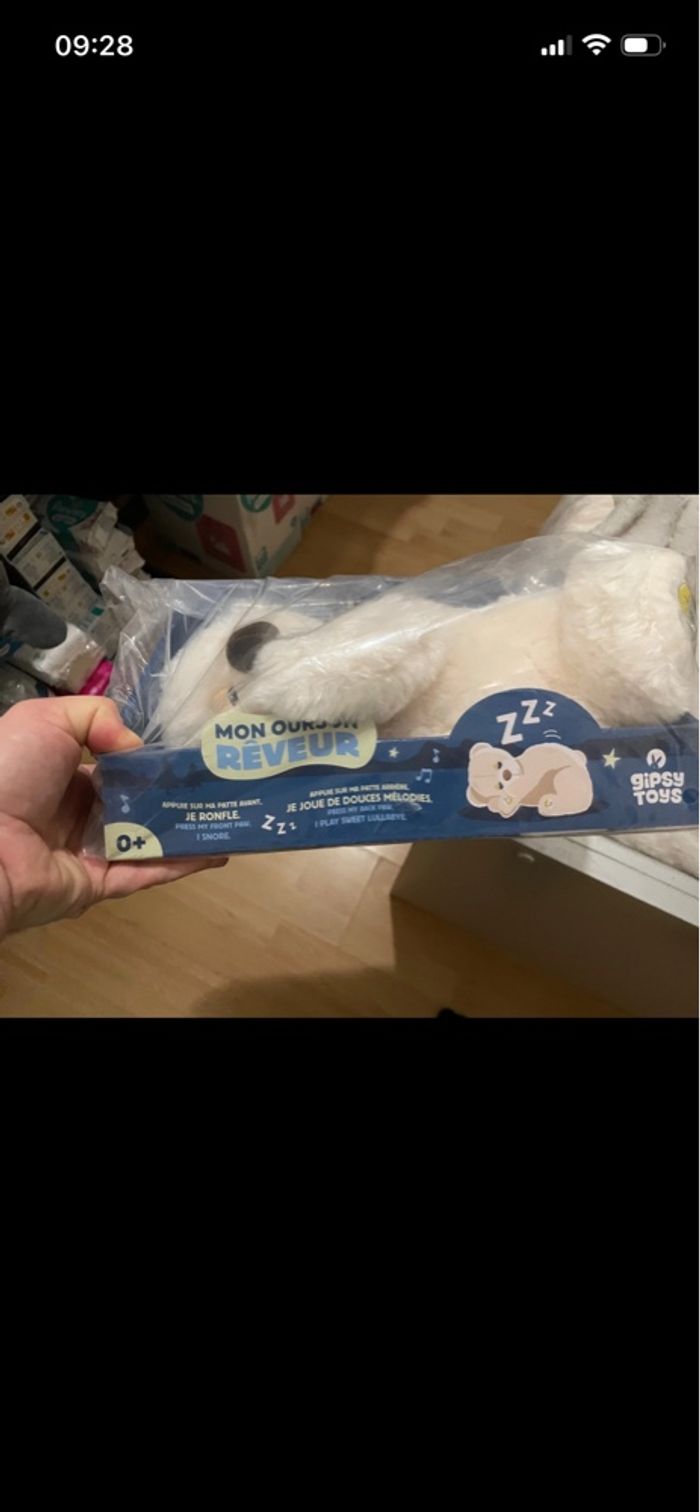 09:28
MON OURSON
RÊVEUR
ZZZ
APPUIE SUR MA PATTE AVANT,
JE RONFLE.
PRESS MY FRONT PAW,
I SNORE.
ZZZ
APPUIE SUR MA PATTE ARRIÈRE,
JE JOUE DE DOUCES MÉLODIES.
PRESS MY BACK PAW,
I PLAY SWEET LULLABYE.
GIPSY
TOYS
0+